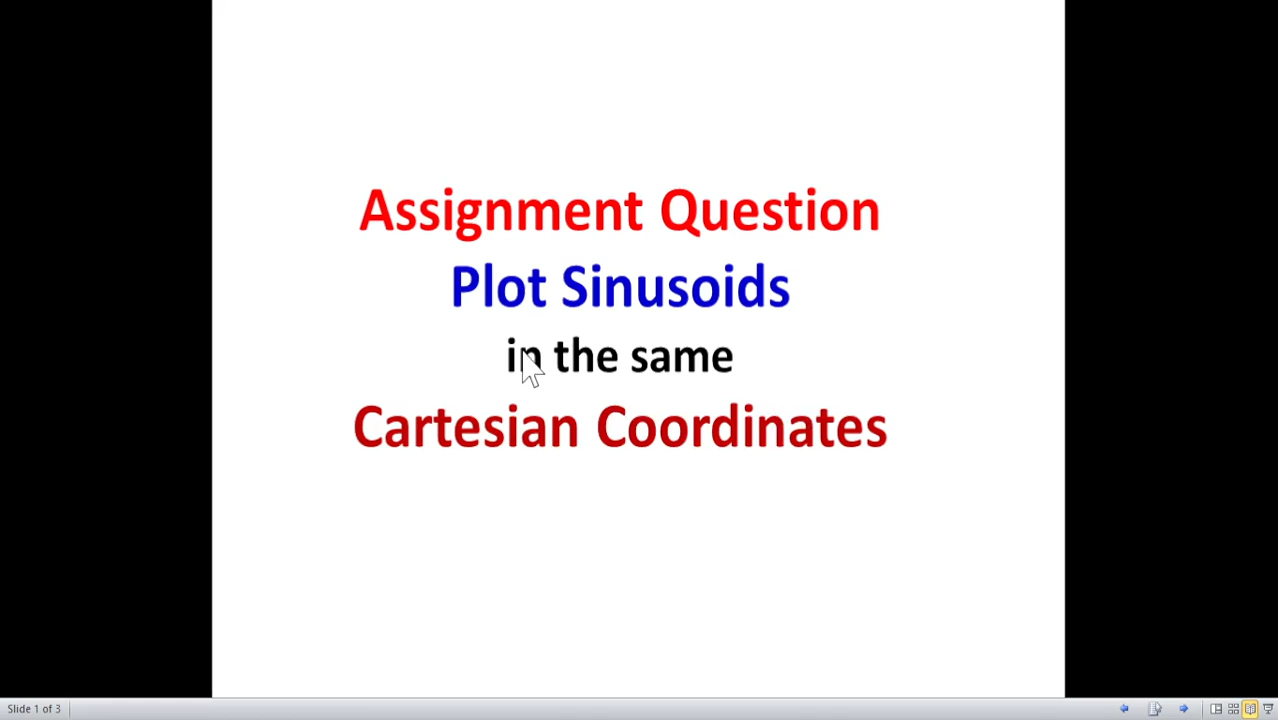 Assignment Question
Plot Sinusoids
in the same
Cartesian Coordinates
Slide 1 of 3